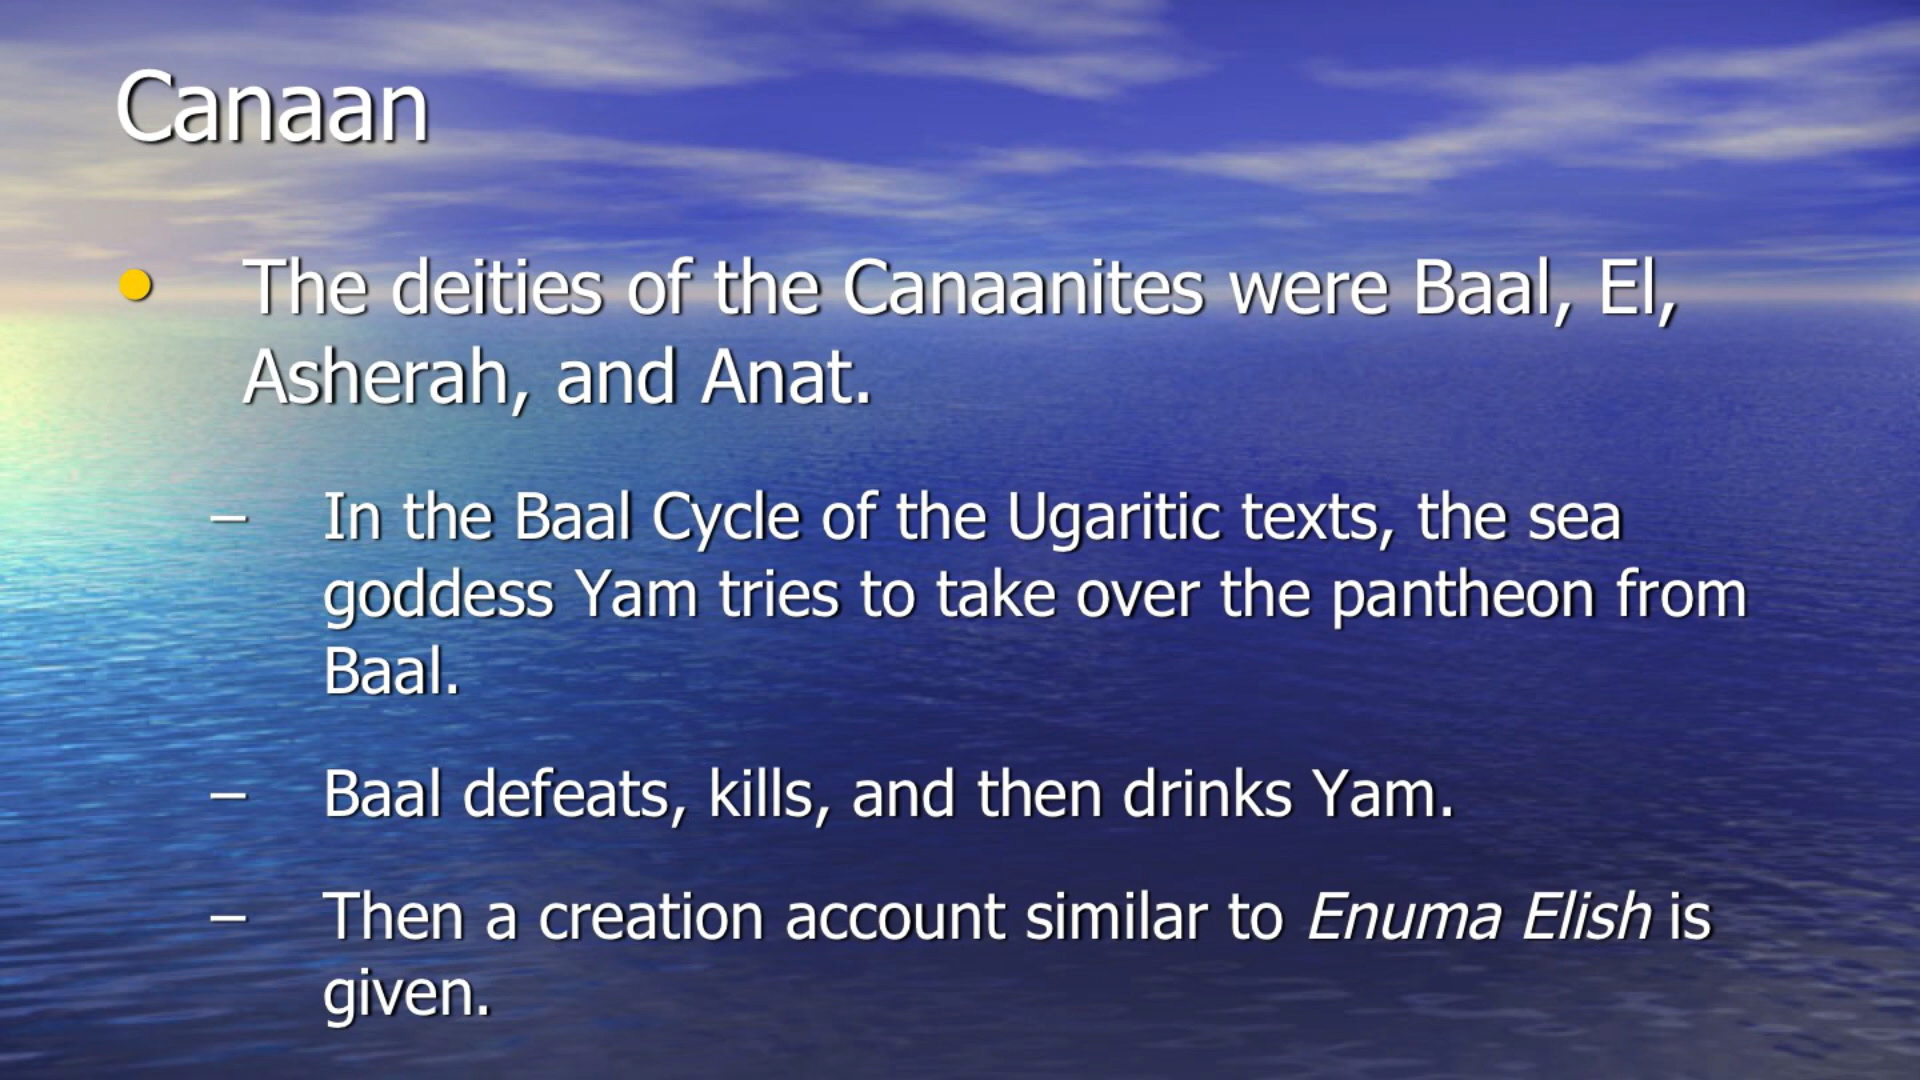 Canaan
• The deities of the Canaanites were Baal, El,
Asherah, and Anat.
– In the Baal Cycle of the Ugaritic texts, the sea
goddess Yam tries to take over the pantheon from
Baal.
– Baal defeats, kills, and then drinks Yam.
– Then a creation account similar to Enuma Elish is
given.